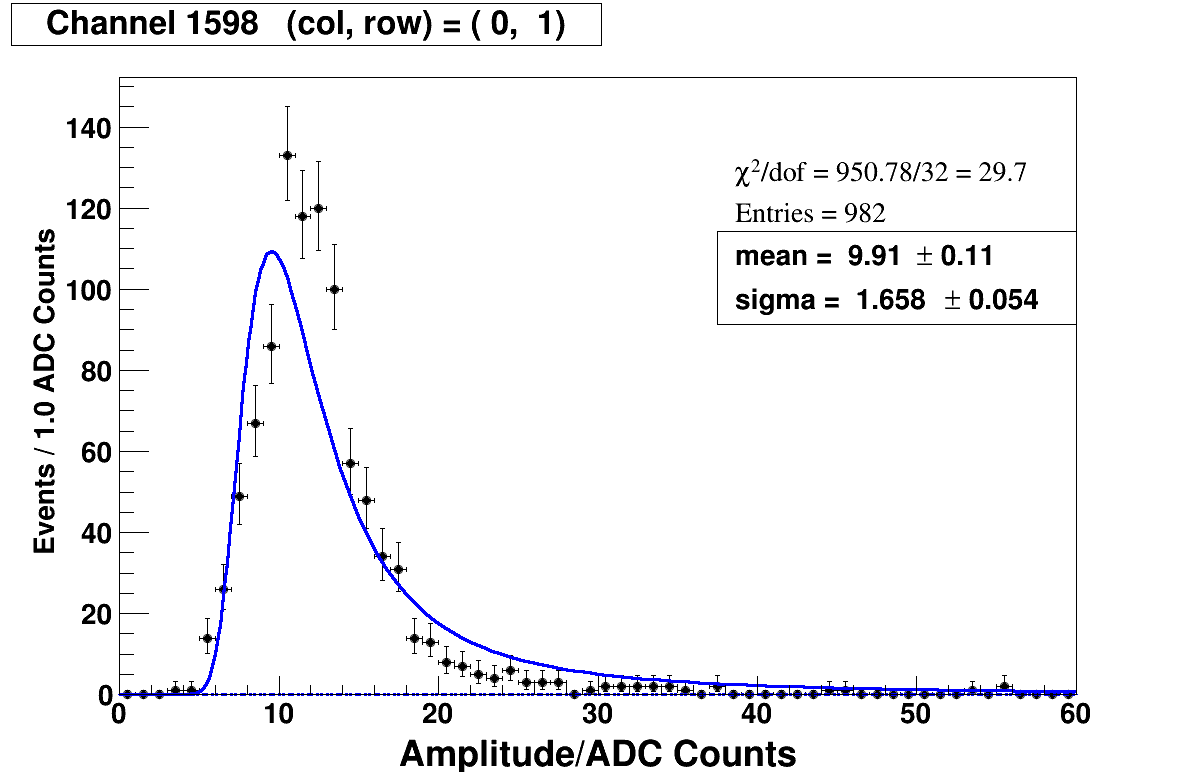 Channel 1598 (col, row) = ( 0, 1)
χ²/dof = 950.78/32 = 29.7
Entries = 982
mean = 9.91 ± 0.11
sigma = 1.658 ± 0.054
Events / 1.0 ADC Counts
140
120
100
80
60
40
20
0
0 10 20 30 40 50 60
Amplitude/ADC Counts